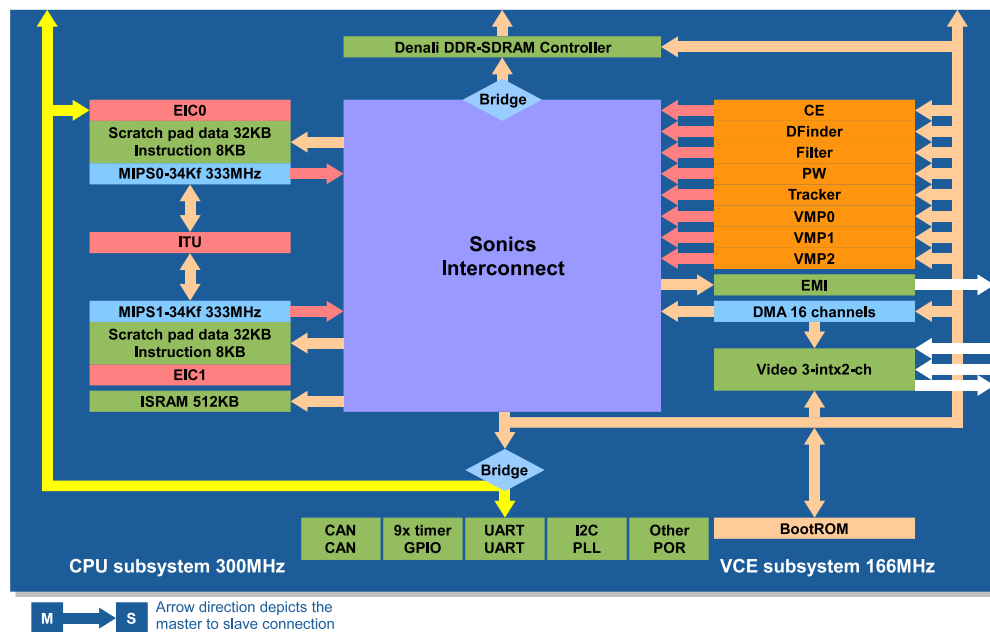 Denali DDR-SDRAM Controller
Bridge
EIC0
Scratch pad data 32KB
Instruction 8KB
MIPS0-34Kf 333MHz
ITU
MIPS1-34Kf 333MHz
Scratch pad data 32KB
Instruction 8KB
EIC1
ISRAM 512KB
Sonics
Interconnect
CE
DFinder
Filter
PW
Tracker
VMP0
VMP1
VMP2
EMI
DMA 16 channels
Video 3-intx2-ch
Bridge
CAN
CAN
9x timer
GPIO
UART
UART
I2C
PLL
Other
POR
BootROM
CPU subsystem 300MHz
VCE subsystem 166MHz
M
S
Arrow direction depicts the
master to slave connection